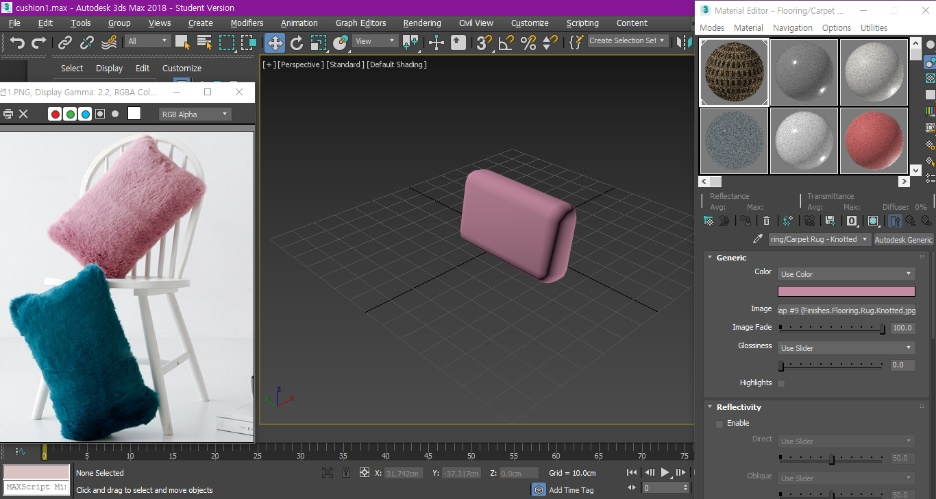 cushion1.max - Autodesk 3ds Max 2018 - Student Version
File Edit Tools Group Views Create Modifiers Animation Graph Editors Rendering Civil View Customize Scripting Content
All View Create Selection Set
Select Display Edit Customize
1.PNG, Display Gamma: 2.2, RGBA Col...
RGB Alpha
[+] [Perspective] [Standard] [Default Shading]
Material Editor - Flooring/Carpet ...
Modes Material Navigation Options Utilities
Reflectance Transmittance
Avg: Max: Avg: Max: Diffuse: 0%
ring/Carpet Rug - Knotted Autodesk Generic
Generic
Color Use Color
Image ap #9 (Finishes.Flooring.Rug.Knotted.jpg
Image Fade 100.0
Glossiness Use Slider
0.0
Highlights
Reflectivity
Enable
Direct Use Slider
50.0
Oblique Use Slider
50.0
0 5 10 15 20 25 30 35 40 45 50 55 60 65 70 75
None Selected X: 31.742cm Y: -37.317cm Z: 0.0cm Grid = 10.0cm
MAXScript Mi
Click and drag to select and move objects Add Time Tag 0